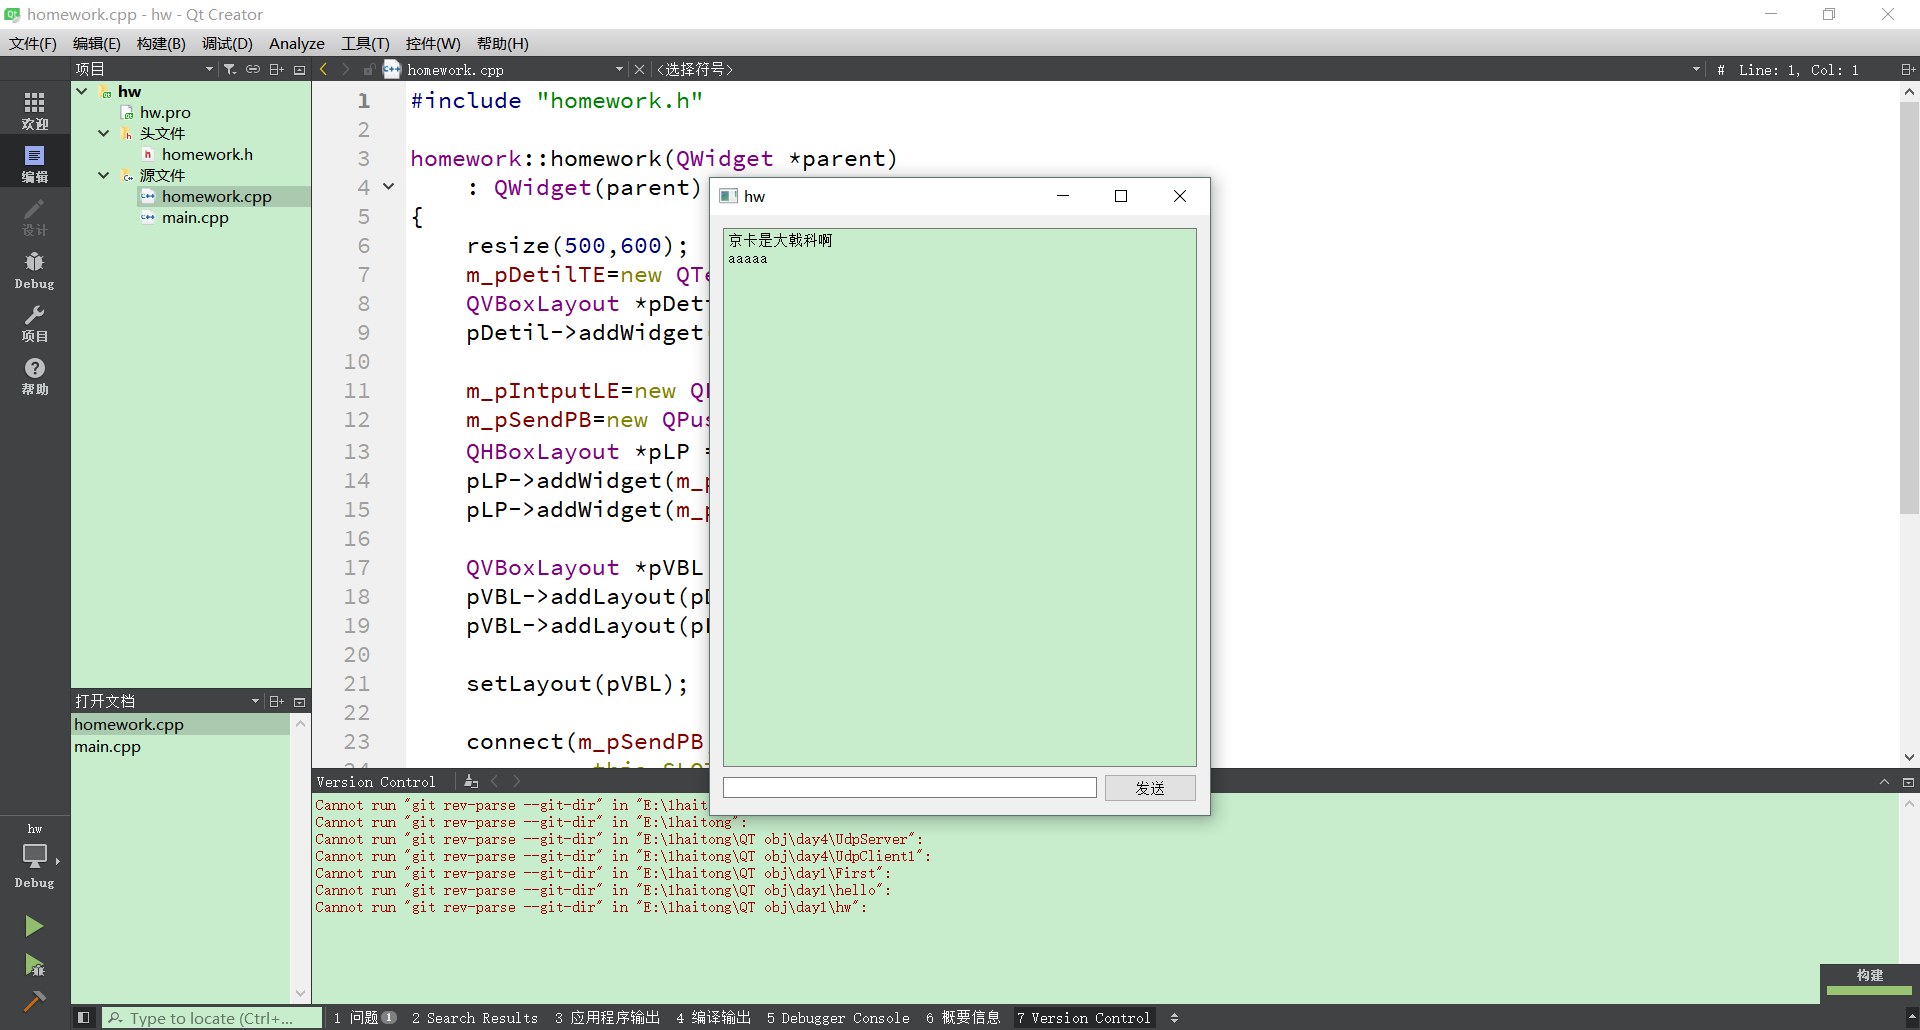 homework.cpp - hw - Qt Creator
文件(F) 编辑(E) 构建(B) 调试(D) Analyze 工具(T) 控件(W) 帮助(H)
项目
homework.cpp
<选择符号>
# Line: 1, Col: 1
欢迎
编辑
设计
Debug
项目
帮助
hw
Debug
hw
hw.pro
头文件
homework.h
源文件
homework.cpp
main.cpp
打开文档
homework.cpp
main.cpp
1 #include "homework.h"
2
3 homework::homework(QWidget *parent)
4 : QWidget(parent)
5 {
6 resize(500,600);
7 m_pDetilTE=new QTe
8 QVBoxLayout *pDeti
9 pDetil->addWidget(
10
11 m_pIntputLE=new QL
12 m_pSendPB=new QPus
13 QHBoxLayout *pLP =
14 pLP->addWidget(m_p
15 pLP->addWidget(m_p
16
17 QVBoxLayout *pVBL
18 pVBL->addLayout(pD
19 pVBL->addLayout(pL
20
21 setLayout(pVBL);
22
23 connect(m_pSendPB
24 this SLOT
hw
京卡是大戟科啊
aaaaa
发送
Version Control
Cannot run "git rev-parse --git-dir" in "E:\1hait
Cannot run "git rev-parse --git-dir" in "E:\1haitong":
Cannot run "git rev-parse --git-dir" in "E:\1haitong\QT obj\day4\UdpServer":
Cannot run "git rev-parse --git-dir" in "E:\1haitong\QT obj\day4\UdpClient1":
Cannot run "git rev-parse --git-dir" in "E:\1haitong\QT obj\day1\First":
Cannot run "git rev-parse --git-dir" in "E:\1haitong\QT obj\day1\hello":
Cannot run "git rev-parse --git-dir" in "E:\1haitong\QT obj\day1\hw":
构建
Type to locate (Ctrl+...
1 问题 1 2 Search Results 3 应用程序输出 4 编译输出 5 Debugger Console 6 概要信息 7 Version Control